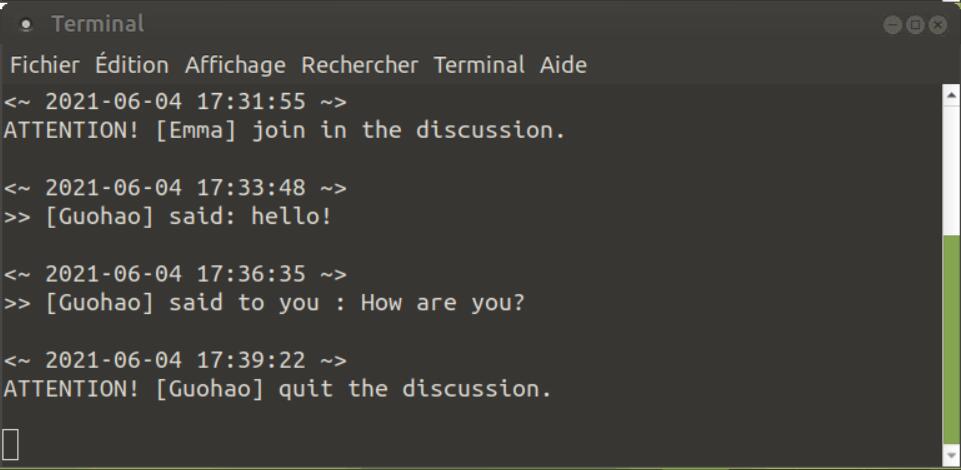 Terminal
Fichier Édition Affichage Rechercher Terminal Aide
<~ 2021-06-04 17:31:55 ~>
ATTENTION! [Emma] join in the discussion.
<~ 2021-06-04 17:33:48 ~>
>> [Guohao] said: hello!
<~ 2021-06-04 17:36:35 ~>
>> [Guohao] said to you : How are you?
<~ 2021-06-04 17:39:22 ~>
ATTENTION! [Guohao] quit the discussion.